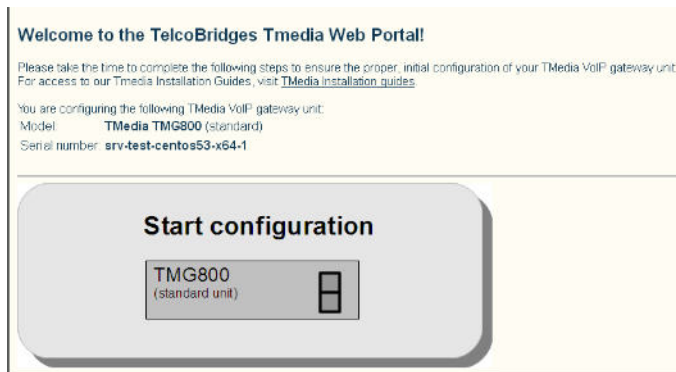 Welcome to the TelcoBridges Tmedia Web Portal!
Please take the time to complete the following steps to ensure the proper, initial configuration of your TMedia VoIP gateway unit
For access to our Tmedia Installation Guides, visit TMedia Installation guides.
You are configuring the following TMedia VoIP gateway unit:
Model: TMedia TMG800 (standard)
Serial number: srv-test-centos53-x64-1
Start configuration
TMG800
(standard unit)